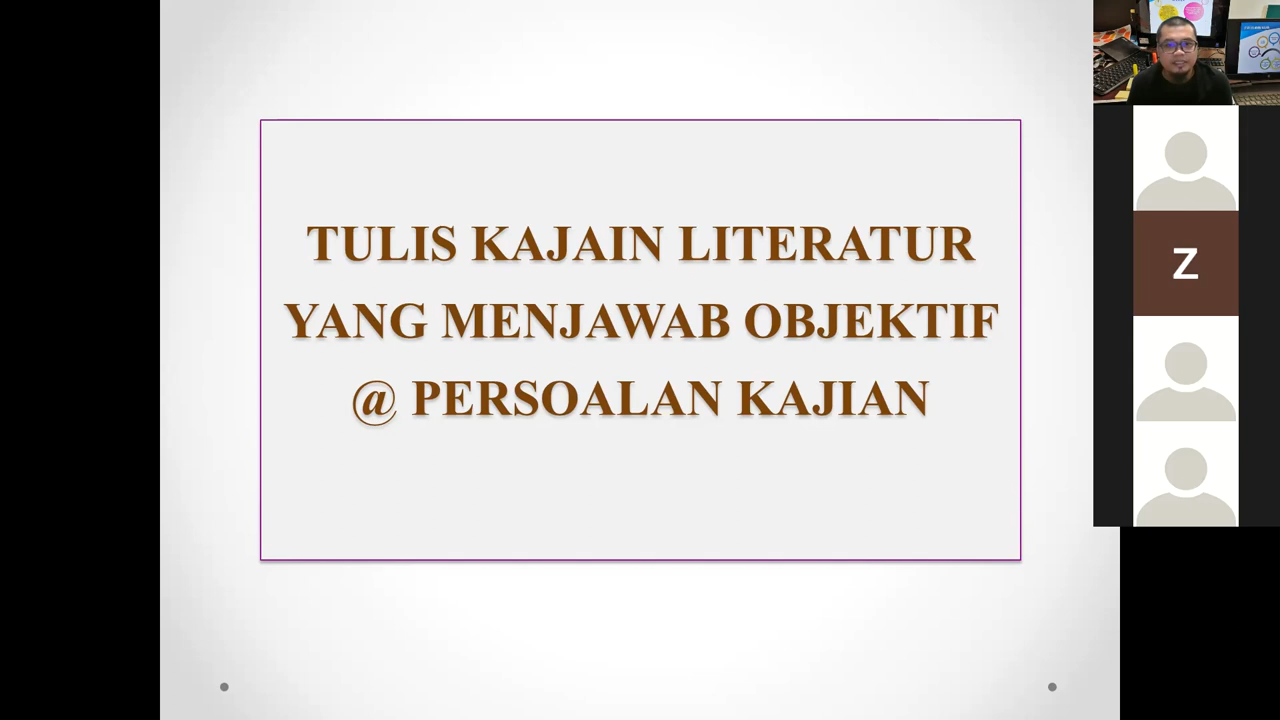 TULIS KAJAIN LITERATUR
YANG MENJAWAB OBJEKTIF
@ PERSOALAN KAJIAN
Z